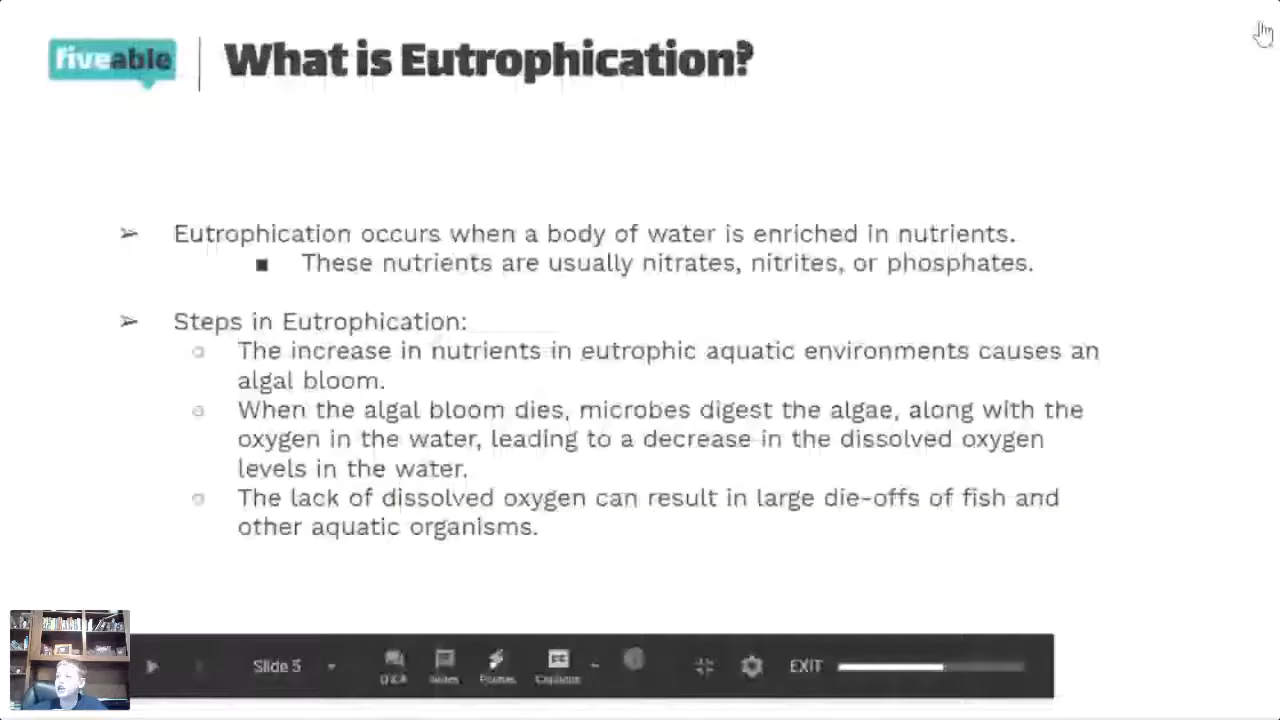 fiveable
What is Eutrophication?
➢ Eutrophication occurs when a body of water is enriched in nutrients.
■ These nutrients are usually nitrates, nitrites, or phosphates.
➢ Steps in Eutrophication:
○ The increase in nutrients in eutrophic aquatic environments causes an
algal bloom.
○ When the algal bloom dies, microbes digest the algae, along with the
oxygen in the water, leading to a decrease in the dissolved oxygen
levels in the water.
○ The lack of dissolved oxygen can result in large die-offs of fish and
other aquatic organisms.
Slide 5
Q&A Notes Pointer Captions
EXIT